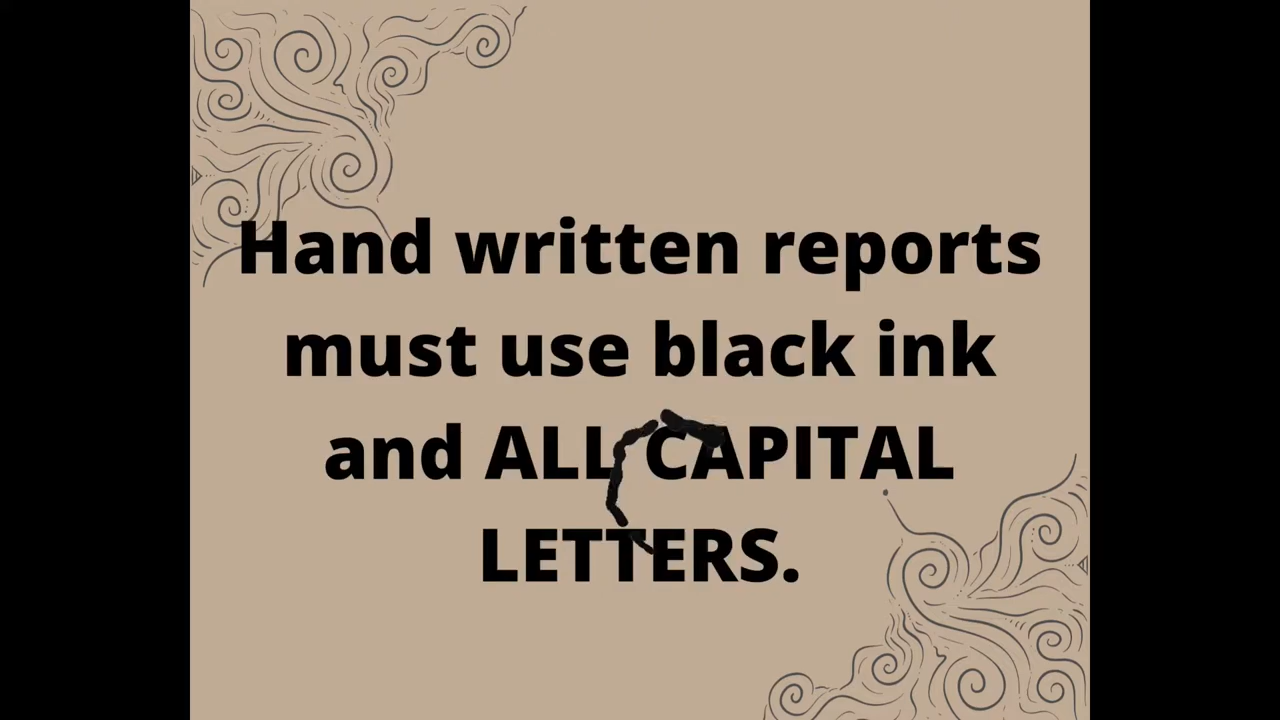 Hand written reports
must use black ink
and ALL CAPITAL
LETTERS.